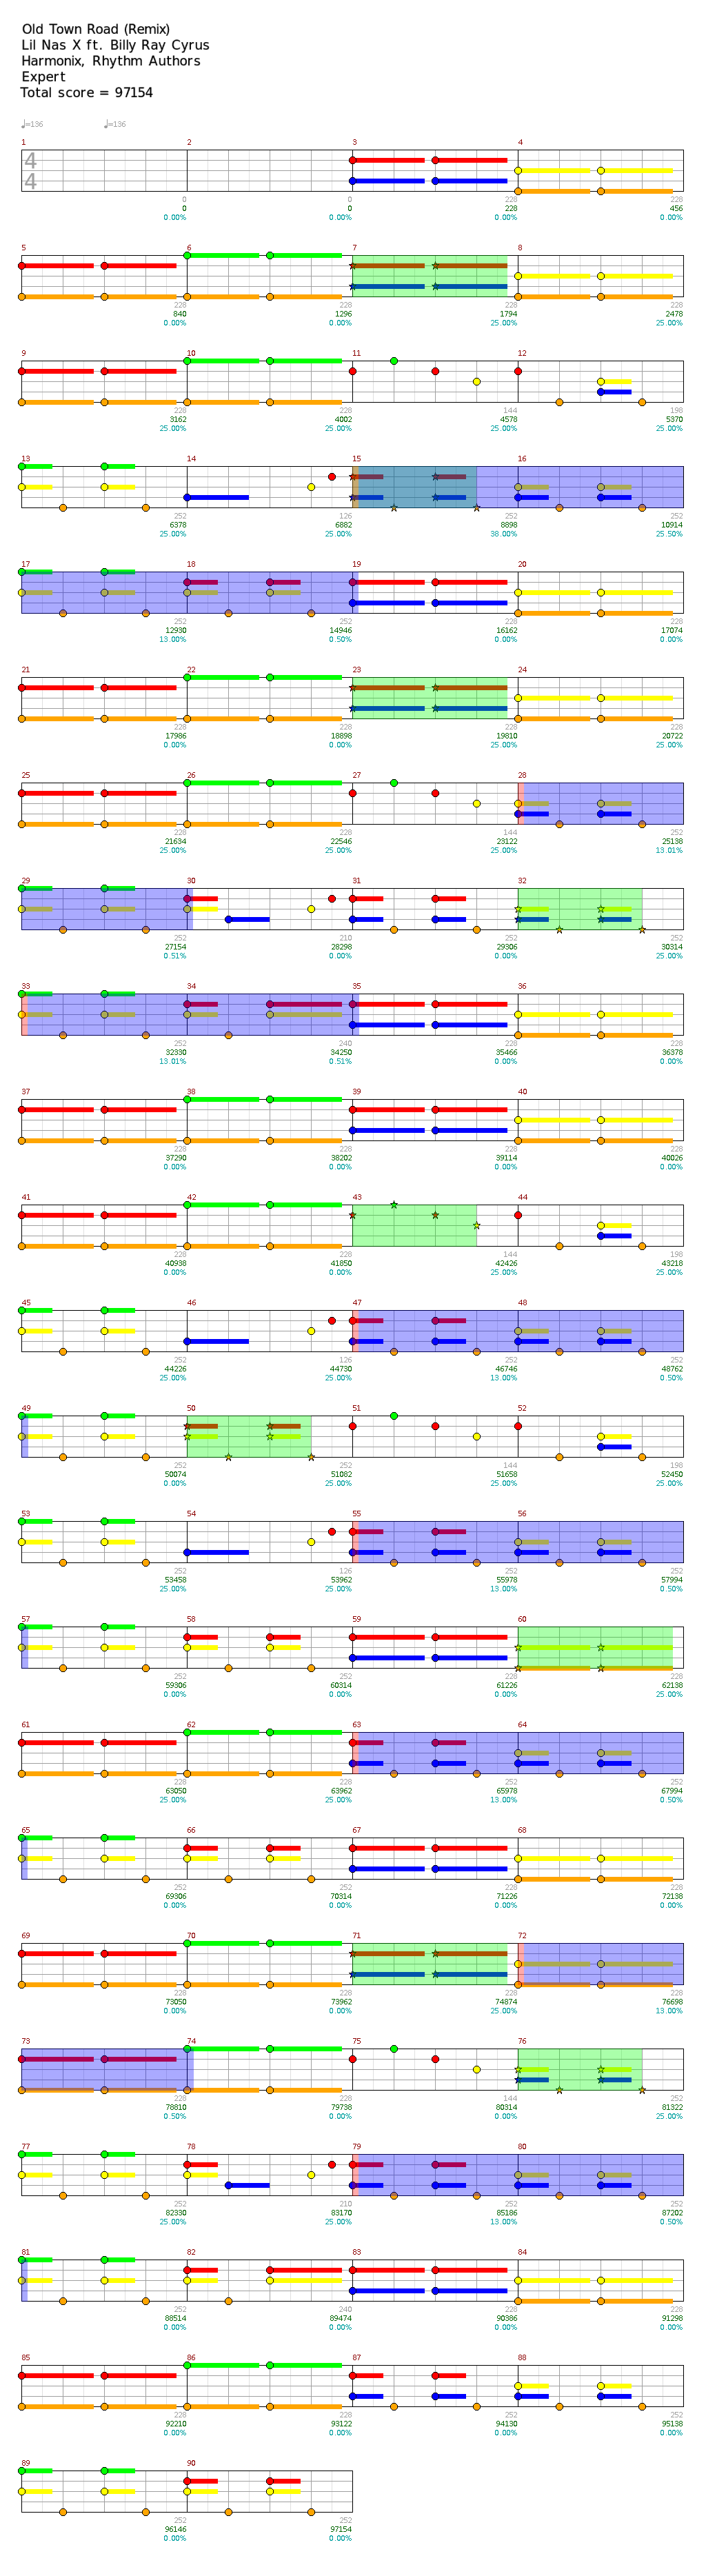 Old Town Road (Remix)
Lil Nas X ft. Billy Ray Cyrus
Harmonix, Rhythm Authors
Expert
Total score = 97154
♩=136 ♩=136
1 2 3 4
4
4
0 0 228 228
0 0 228 456
0.00% 0.00% 0.00% 0.00%
5 6 7 8
228 228 228 228
840 1296 1794 2478
0.00% 0.00% 25.00% 25.00%
9 10 11 12
228 228 144 198
3162 4002 4578 5370
25.00% 25.00% 25.00% 25.00%
13 14 15 16
252 126 252 252
6378 6882 8898 10914
25.00% 25.00% 38.00% 25.50%
17 18 19 20
252 252 228 228
12930 14946 16162 17074
13.00% 0.50% 0.00% 0.00%
21 22 23 24
228 228 228 228
17986 18898 19810 20722
0.00% 0.00% 25.00% 25.00%
25 26 27 28
228 228 144 252
21634 22546 23122 25138
25.00% 25.00% 25.00% 13.01%
29 30 31 32
252 210 252 252
27154 28298 29306 30314
0.51% 0.00% 0.00% 25.00%
33 34 35 36
252 240 228 228
32330 34250 35466 36378
13.01% 0.51% 0.00% 0.00%
37 38 39 40
228 228 228 228
37290 38202 39114 40026
0.00% 0.00% 0.00% 0.00%
41 42 43 44
228 228 144 198
40938 41850 42426 43218
0.00% 0.00% 25.00% 25.00%
45 46 47 48
252 126 252 252
44226 44730 46746 48762
25.00% 25.00% 13.00% 0.50%
49 50 51 52
252 252 144 198
50074 51082 51658 52450
0.00% 25.00% 25.00% 25.00%
53 54 55 56
252 126 252 252
53458 53962 55978 57994
25.00% 25.00% 13.00% 0.50%
57 58 59 60
252 252 228 228
59306 60314 61226 62138
0.00% 0.00% 0.00% 25.00%
61 62 63 64
228 228 252 252
63050 63962 65978 67994
25.00% 25.00% 13.00% 0.50%
65 66 67 68
252 252 228 228
69306 70314 71226 72138
0.00% 0.00% 0.00% 0.00%
69 70 71 72
228 228 228 228
73050 73962 74874 76698
0.00% 0.00% 25.00% 13.00%
73 74 75 76
228 228 144 252
78810 79738 80314 81322
0.50% 0.00% 0.00% 25.00%
77 78 79 80
252 210 252 252
82330 83170 85186 87202
25.00% 25.00% 13.00% 0.50%
81 82 83 84
252 240 228 228
88514 89474 90386 91298
0.00% 0.00% 0.00% 0.00%
85 86 87 88
228 228 252 252
92210 93122 94130 95138
0.00% 0.00% 0.00% 0.00%
89 90
252 252
96146 97154
0.00% 0.00%